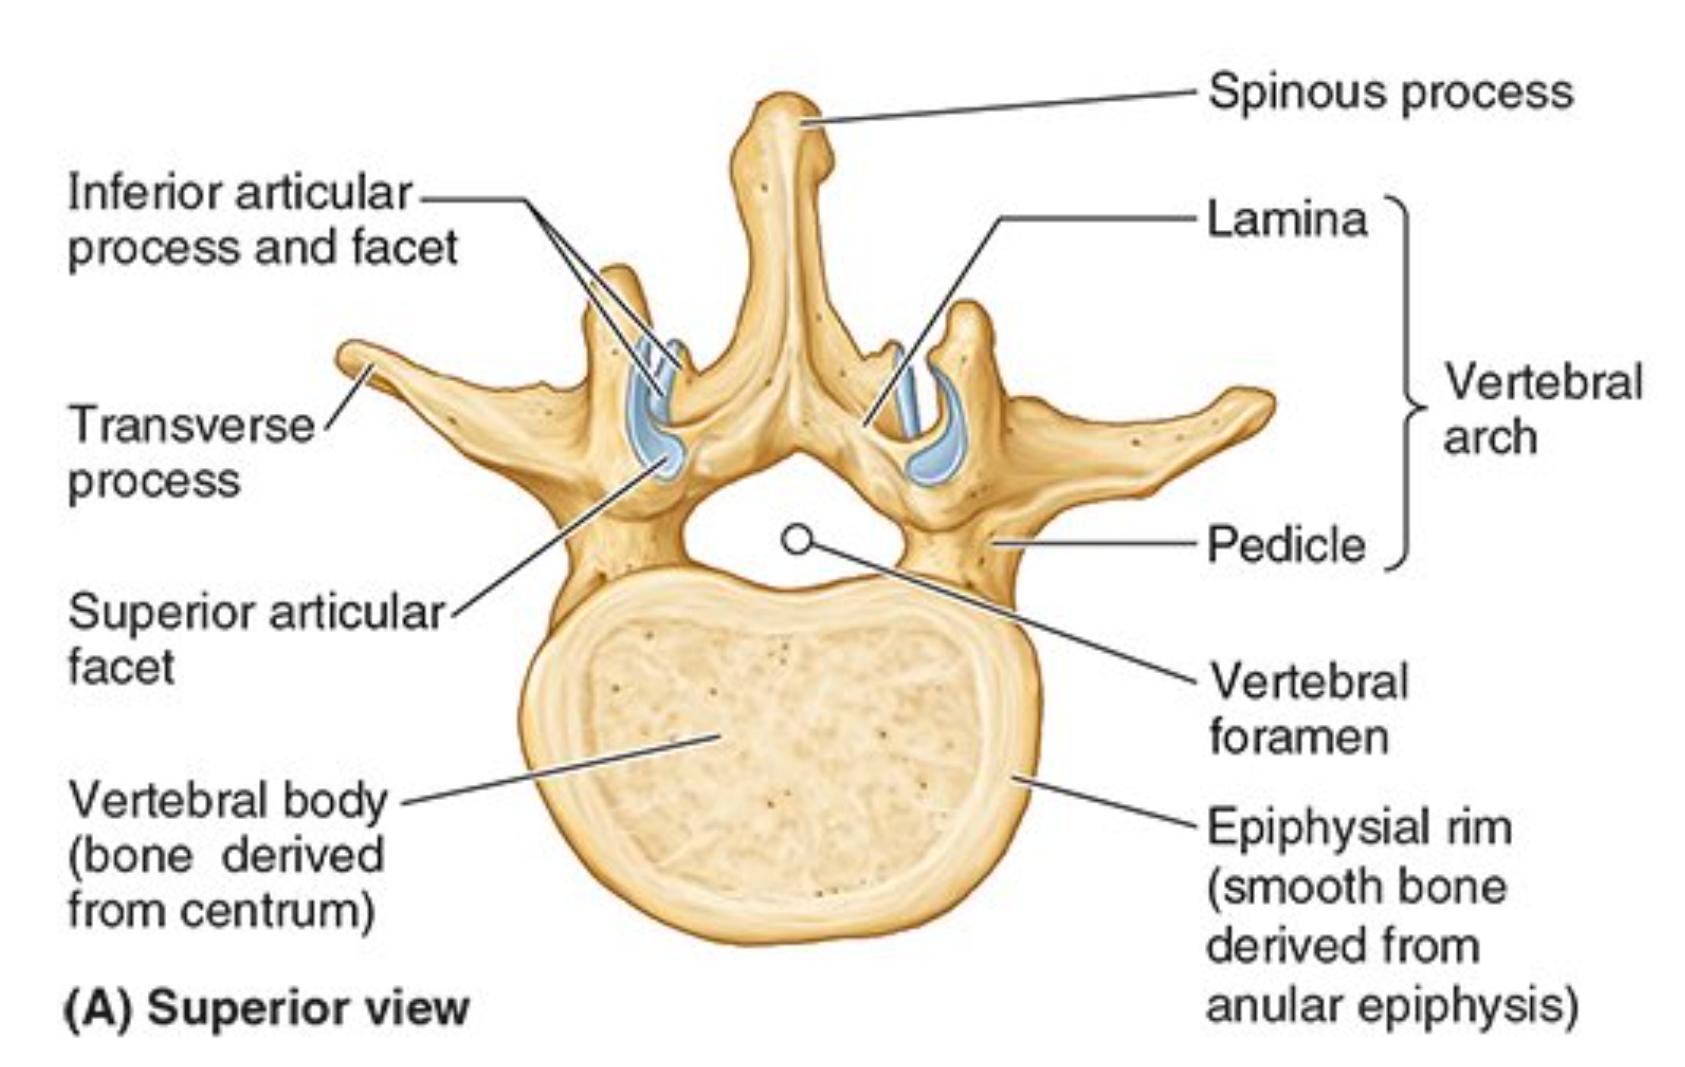 Spinous process
Inferior articular
process and facet
Lamina
Vertebral
arch
Transverse
process
Pedicle
Superior articular
facet
Vertebral
foramen
Vertebral body
(bone derived
from centrum)
Epiphysial rim
(smooth bone
derived from
anular epiphysis)
(A) Superior view